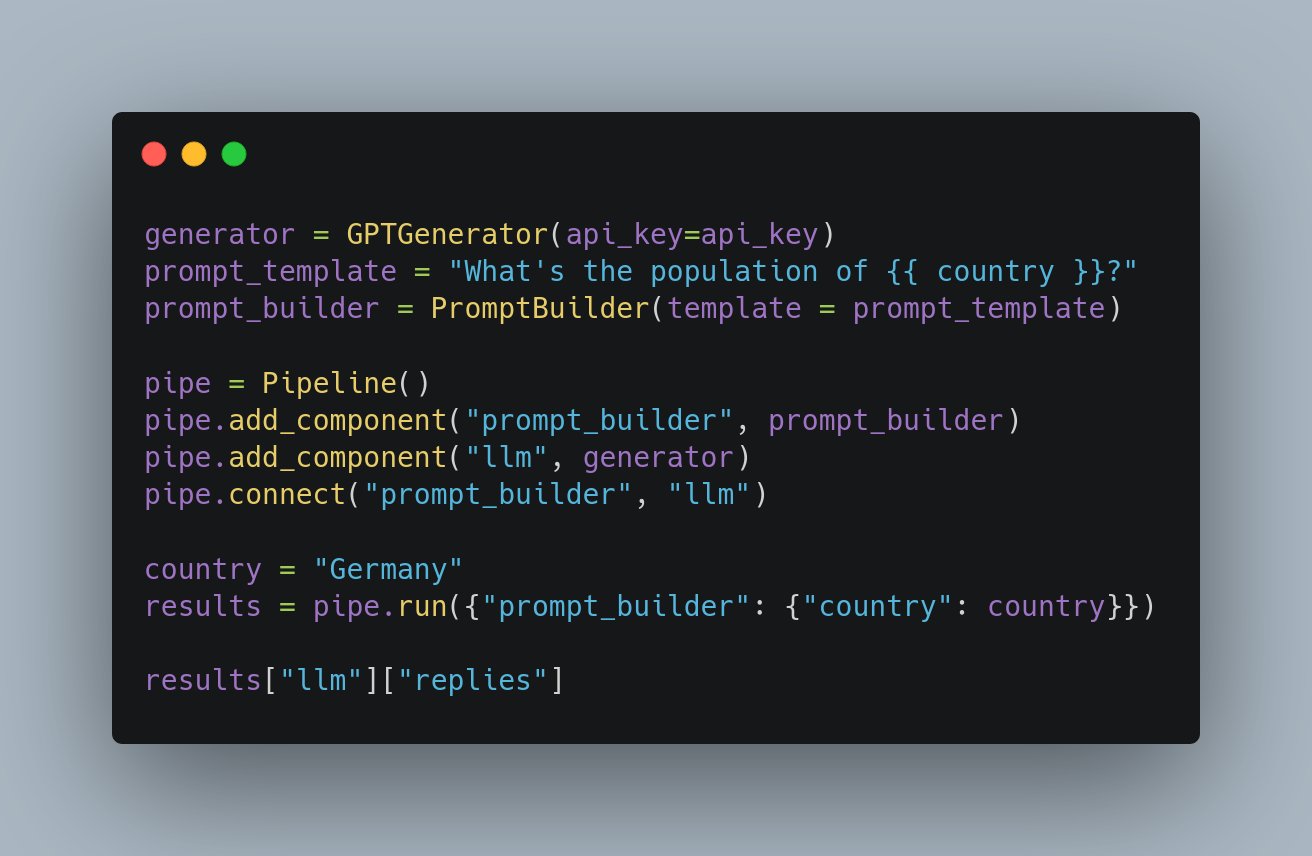 generator = GPTGenerator(api_key=api_key)
prompt_template = "What's the population of {{ country }}?"
prompt_builder = PromptBuilder(template = prompt_template)
pipe = Pipeline()
pipe.add_component("prompt_builder", prompt_builder)
pipe.add_component("llm", generator)
pipe.connect("prompt_builder", "llm")
country = "Germany"
results = pipe.run({"prompt_builder": {"country": country}})
results["llm"]["replies"]